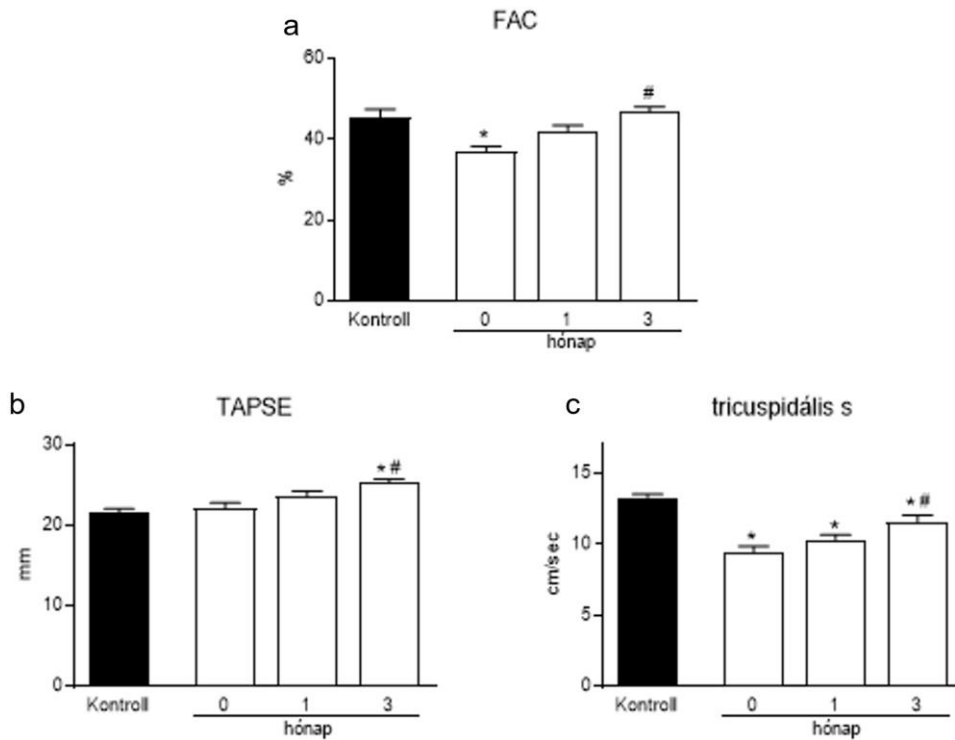 a
FAC
60
40
20
0
%
*
#
Kontroll 0 1 3
hónap
b
TAPSE
30
20
10
0
mm
*#
Kontroll 0 1 3
hónap
c
tricuspidális s
15
10
5
0
cm/sec
*
*
*#
Kontroll 0 1 3
hónap